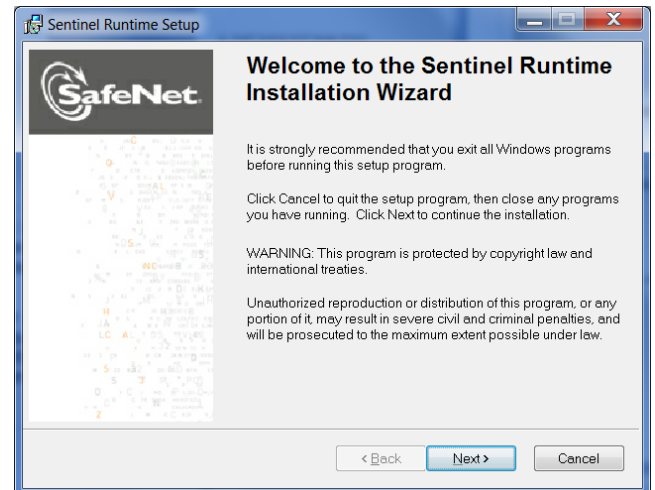 Sentinel Runtime Setup
SafeNet.
Welcome to the Sentinel Runtime
Installation Wizard
It is strongly recommended that you exit all Windows programs
before running this setup program.
Click Cancel to quit the setup program, then close any programs
you have running. Click Next to continue the installation.
WARNING: This program is protected by copyright law and
international treaties.
Unauthorized reproduction or distribution of this program, or any
portion of it, may result in severe civil and criminal penalties, and
will be prosecuted to the maximum extent possible under law.
< Back
Next >
Cancel